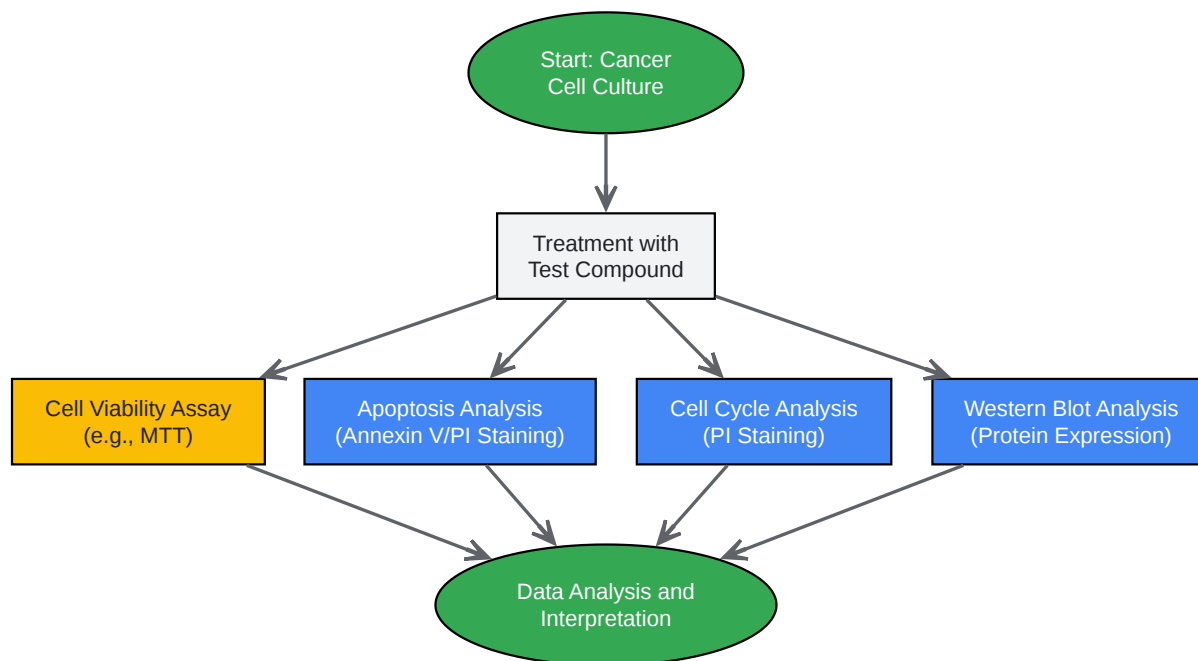 Start: Cancer
Cell Culture
Treatment with
Test Compound
Cell Viability Assay
(e.g., MTT)
Apoptosis Analysis
(Annexin V/PI Staining)
Cell Cycle Analysis
(PI Staining)
Western Blot Analysis
(Protein Expression)
Data Analysis and
Interpretation